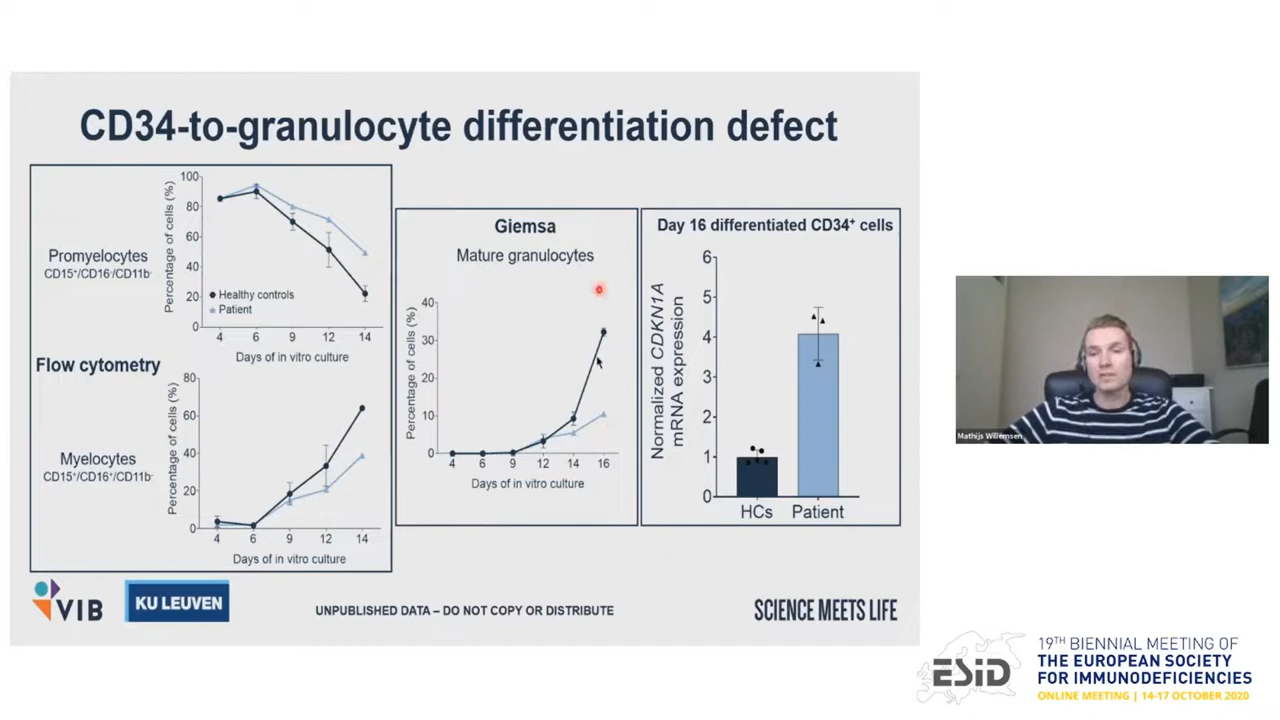 CD34-to-granulocyte differentiation defect
Promyelocytes
CD15⁺/CD16⁻/CD11b⁻
Percentage of cells (%)
100
80
60
40
20
0
Healthy controls
Patient
4 6 9 12 14
Days of in vitro culture
Flow cytometry
Myelocytes
CD15⁺/CD16⁺/CD11b⁻
Percentage of cells (%)
80
60
40
20
0
4 6 9 12 14
Days of in vitro culture
Giemsa
Mature granulocytes
Percentage of cells (%)
40
30
20
10
0
4 6 9 12 14 16
Days of in vitro culture
Day 16 differentiated CD34⁺ cells
Normalized CDKN1A
mRNA expression
6
5
4
3
2
1
0
HCs Patient
VIB
KU LEUVEN
UNPUBLISHED DATA – DO NOT COPY OR DISTRIBUTE
SCIENCE MEETS LIFE
Mathijs Willemsen
ESID
19TH BIENNIAL MEETING OF
THE EUROPEAN SOCIETY
FOR IMMUNODEFICIENCIES
ONLINE MEETING | 14-17 OCTOBER 2020